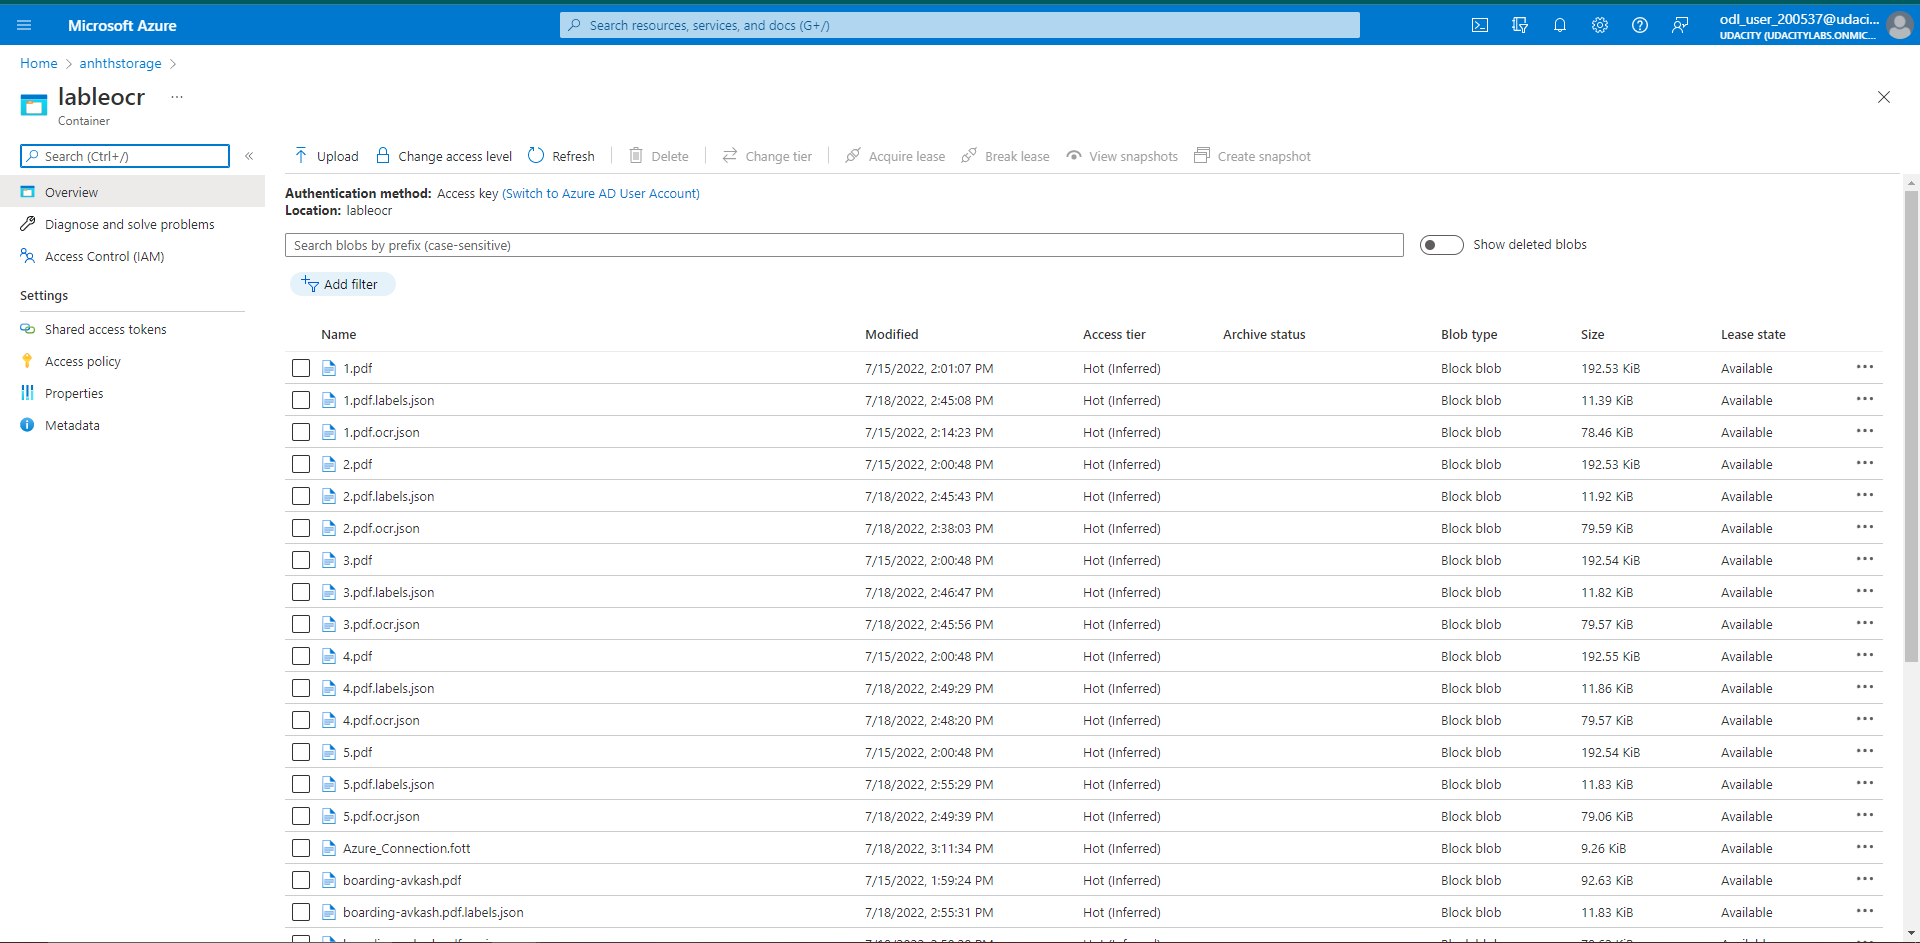 Microsoft Azure
Search resources, services, and docs (G+/)
odl_user_200537@udaci...
UDACITY (UDACITYLABS.ONMIC...
Home > anhthstorage >
lableocr ...
Container
Search (Ctrl+/) «
Upload Change access level Refresh Delete Change tier Acquire lease Break lease View snapshots Create snapshot
Overview
Diagnose and solve problems
Access Control (IAM)
Settings
Shared access tokens
Access policy
Properties
Metadata
Authentication method: Access key (Switch to Azure AD User Account)
Location: lableocr
Search blobs by prefix (case-sensitive) Show deleted blobs
Add filter
Name Modified Access tier Archive status Blob type Size Lease state
1.pdf 7/15/2022, 2:01:07 PM Hot (Inferred) Block blob 192.53 KiB Available
1.pdf.labels.json 7/18/2022, 2:45:08 PM Hot (Inferred) Block blob 11.39 KiB Available
1.pdf.ocr.json 7/15/2022, 2:14:23 PM Hot (Inferred) Block blob 78.46 KiB Available
2.pdf 7/15/2022, 2:00:48 PM Hot (Inferred) Block blob 192.53 KiB Available
2.pdf.labels.json 7/18/2022, 2:45:43 PM Hot (Inferred) Block blob 11.92 KiB Available
2.pdf.ocr.json 7/18/2022, 2:38:03 PM Hot (Inferred) Block blob 79.59 KiB Available
3.pdf 7/15/2022, 2:00:48 PM Hot (Inferred) Block blob 192.54 KiB Available
3.pdf.labels.json 7/18/2022, 2:46:47 PM Hot (Inferred) Block blob 11.82 KiB Available
3.pdf.ocr.json 7/18/2022, 2:45:56 PM Hot (Inferred) Block blob 79.57 KiB Available
4.pdf 7/15/2022, 2:00:48 PM Hot (Inferred) Block blob 192.55 KiB Available
4.pdf.labels.json 7/18/2022, 2:49:29 PM Hot (Inferred) Block blob 11.86 KiB Available
4.pdf.ocr.json 7/18/2022, 2:48:20 PM Hot (Inferred) Block blob 79.57 KiB Available
5.pdf 7/15/2022, 2:00:48 PM Hot (Inferred) Block blob 192.54 KiB Available
5.pdf.labels.json 7/18/2022, 2:55:29 PM Hot (Inferred) Block blob 11.83 KiB Available
5.pdf.ocr.json 7/18/2022, 2:49:39 PM Hot (Inferred) Block blob 79.06 KiB Available
Azure_Connection.fott 7/18/2022, 3:11:34 PM Hot (Inferred) Block blob 9.26 KiB Available
boarding-avkash.pdf 7/15/2022, 1:59:24 PM Hot (Inferred) Block blob 92.63 KiB Available
boarding-avkash.pdf.labels.json 7/18/2022, 2:55:31 PM Hot (Inferred) Block blob 11.83 KiB Available